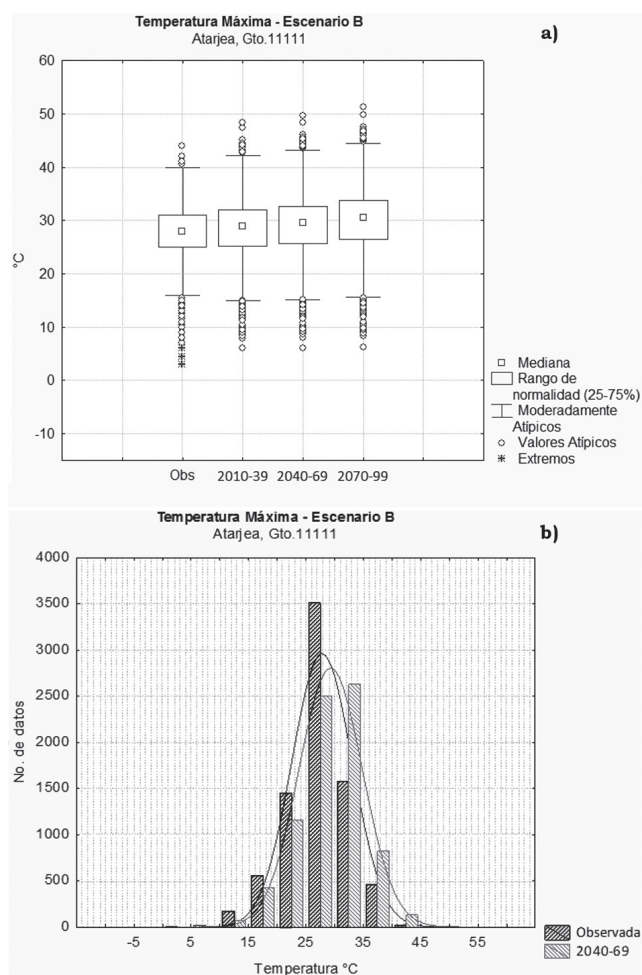 Temperatura Máxima - Escenario B
Atarjea, Gto.11111
a)
60
50
40
30
20
10
0
-10
°C
Obs 2010-39 2040-69 2070-99
Mediana
Rango de
normalidad (25-75%)
Moderadamente
Atípicos
Valores Atípicos
Extremos
Temperatura Máxima - Escenario B
Atarjea, Gto.11111
b)
4000
3500
3000
2500
2000
1500
1000
500
0
No. de datos
-5 5 15 25 35 45 55
Temperatura °C
Observada
2040-69